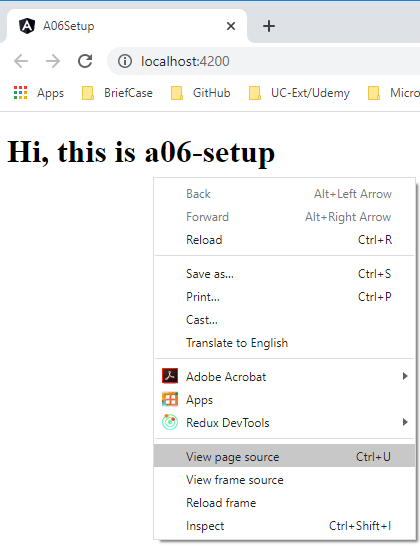 A06Setup
localhost:4200
Apps BriefCase GitHub UC-Ext/Udemy Micro
Hi, this is a06-setup
Back Alt+Left Arrow
Forward Alt+Right Arrow
Reload Ctrl+R
Save as... Ctrl+S
Print... Ctrl+P
Cast...
Translate to English
Adobe Acrobat
Apps
Redux DevTools
View page source Ctrl+U
View frame source
Reload frame
Inspect Ctrl+Shift+I